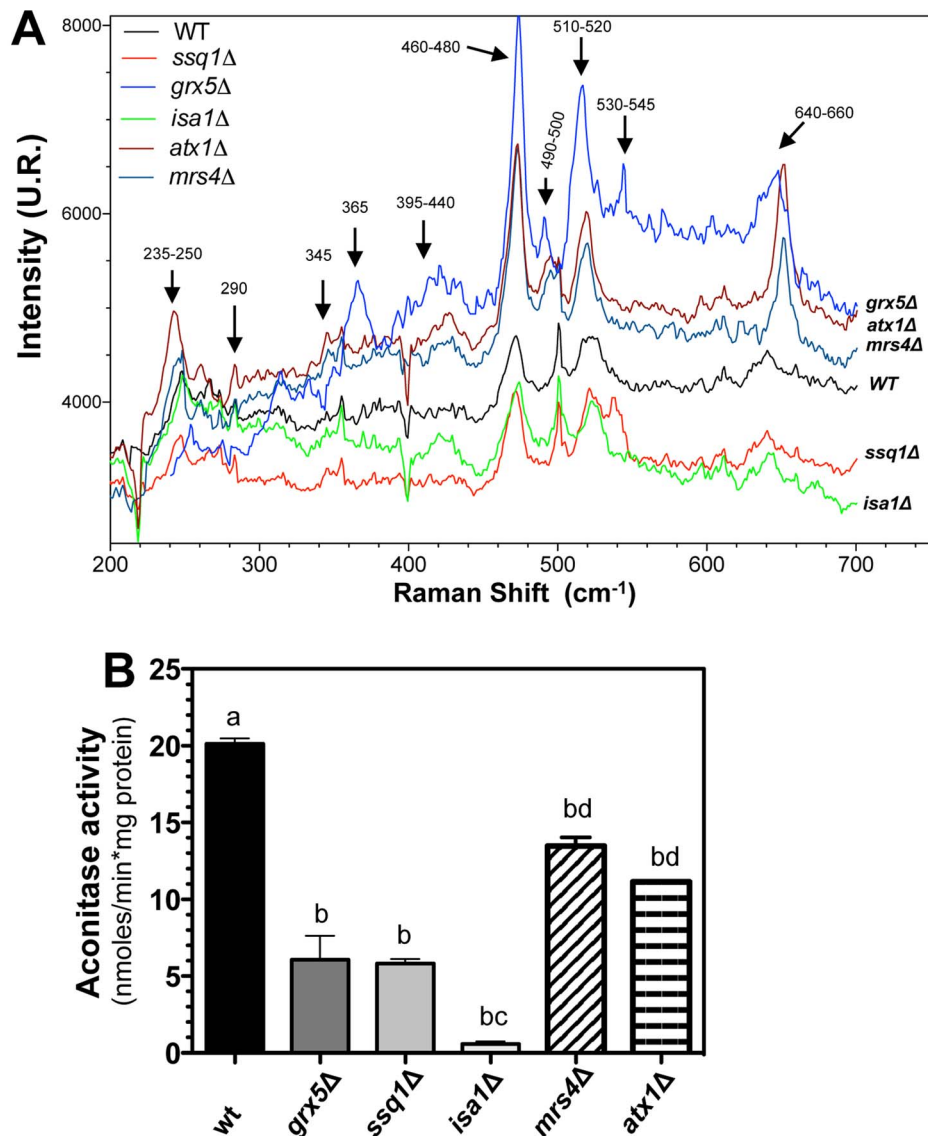 A
8000
6000
4000
Intensity (U.R.)
WT
ssq1Δ
grx5Δ
isa1Δ
atx1Δ
mrs4Δ
235-250
290
345
365
395-440
460-480
490-500
510-520
530-545
640-660
grx5Δ
atx1Δ
mrs4Δ
WT
ssq1Δ
isa1Δ
200 300 400 500 600 700
Raman Shift (cm-1)
B
Aconitase activity
(nmoles/min*mg protein)
25
20
15
10
5
0
a b b bc bd bd
wt grx5Δ ssq1Δ isa1Δ mrs4Δ atx1Δ